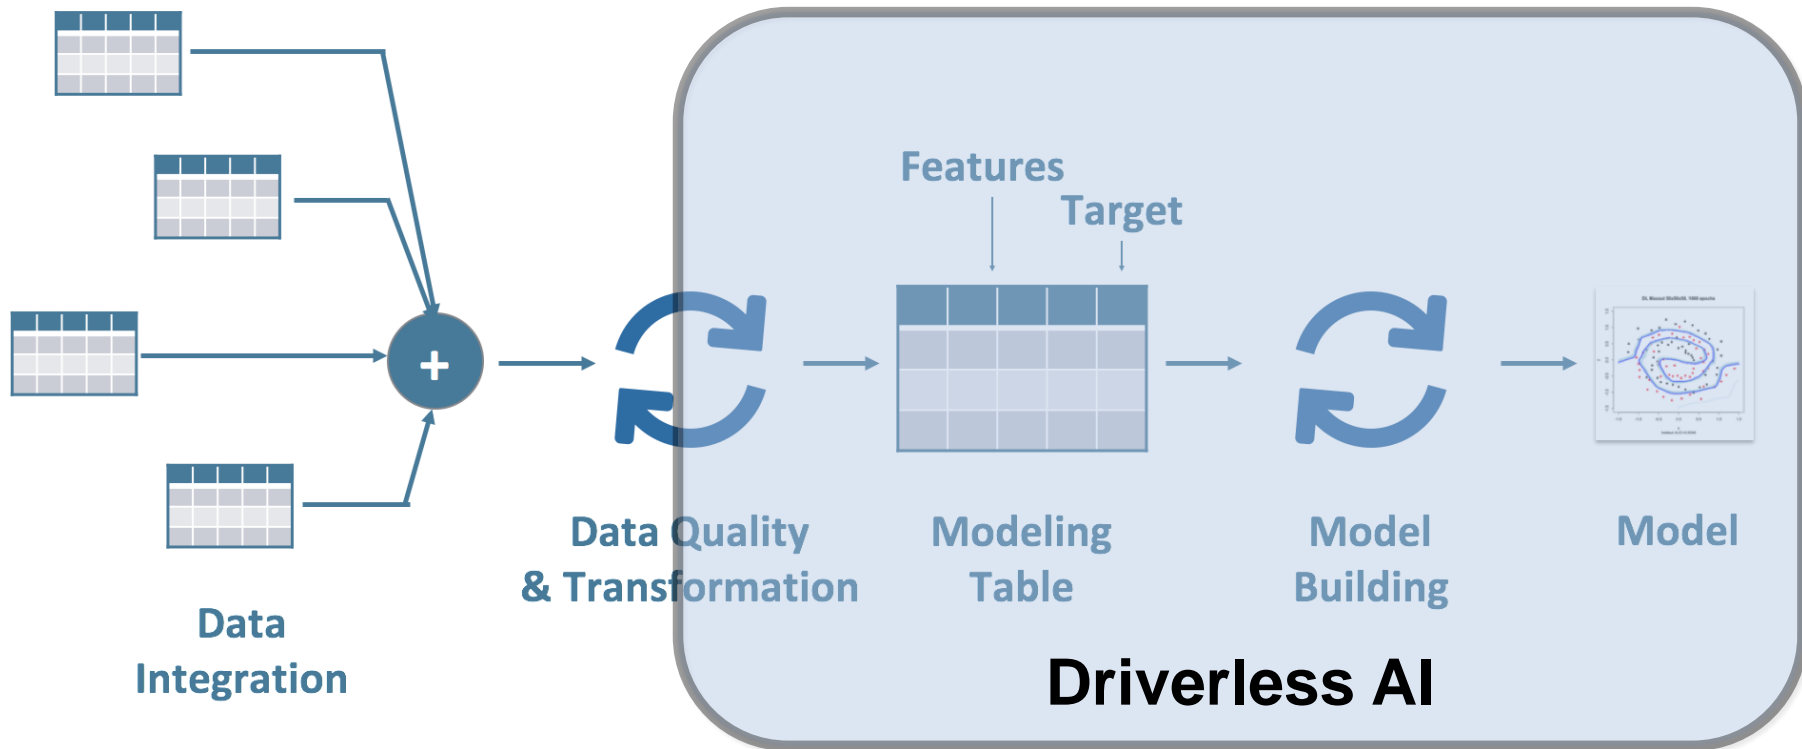 Features
Target
Data Quality
& Transformation
Modeling
Table
Model
Building
Model
Data
Integration
Driverless AI